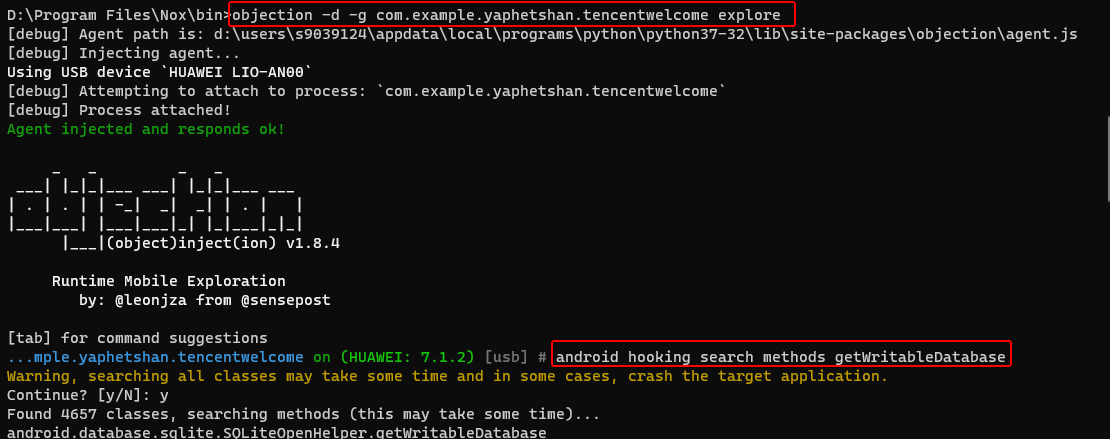 D:\Program Files\Nox\bin>objection -d -g com.example.yaphetshan.tencentwelcome explore
[debug] Agent path is: d:\users\s9039124\appdata\local\programs\python\python37-32\lib\site-packages\objection\agent.js
[debug] Injecting agent...
Using USB device `HUAWEI LIO-AN00`
[debug] Attempting to attach to process: `com.example.yaphetshan.tencentwelcome`
[debug] Process attached!
Agent injected and responds ok!
     _   _         _   _
 ___| |_|_|___ ___| |_|_|___ ___
| . | . | | -_|  _|  _| | . |   |
|___|___| |___|___|_| |_|___|_|_|
      |___|(object)inject(ion) v1.8.4
Runtime Mobile Exploration
by: @leonjza from @sensepost
[tab] for command suggestions
...mple.yaphetshan.tencentwelcome on (HUAWEI: 7.1.2) [usb] # android hooking search methods getWritableDatabase
Warning, searching all classes may take some time and in some cases, crash the target application.
Continue? [y/N]: y
Found 4657 classes, searching methods (this may take some time)...
android.database.sqlite.SQLiteOpenHelper.getWritableDatabase